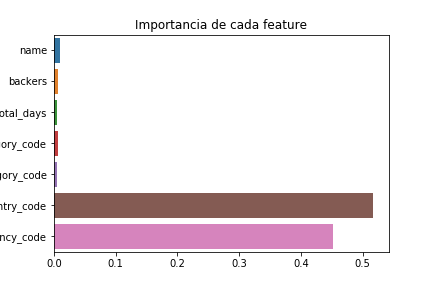 Importancia de cada feature
name
backers
otal_days
gory_code
gory_code
ntry_code
ncy_code
0.0 0.1 0.2 0.3 0.4 0.5